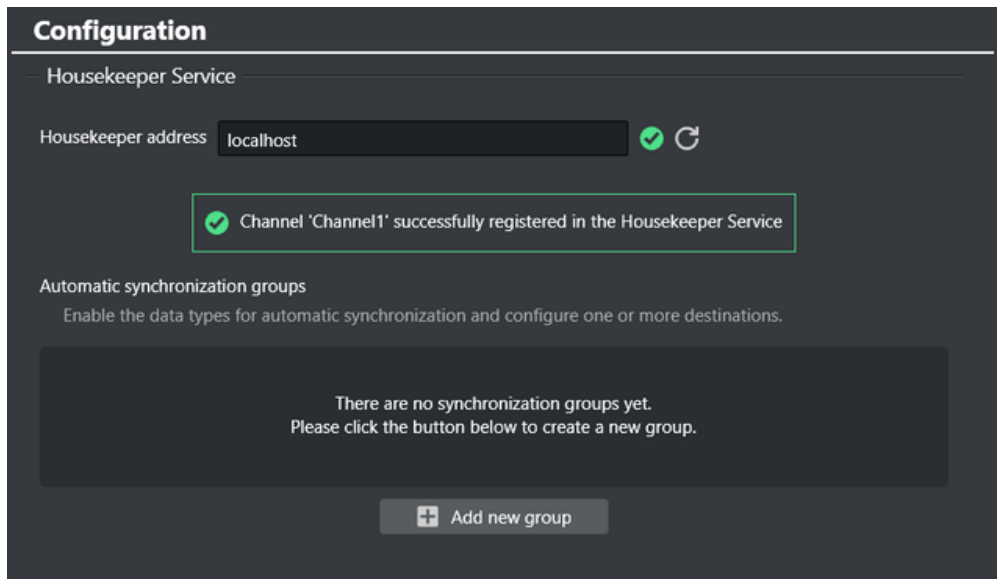 Configuration
Housekeeper Service
Housekeeper address localhost
Channel 'Channel1' successfully registered in the Housekeeper Service
Automatic synchronization groups
Enable the data types for automatic synchronization and configure one or more destinations.
There are no synchronization groups yet.
Please click the button below to create a new group.
Add new group